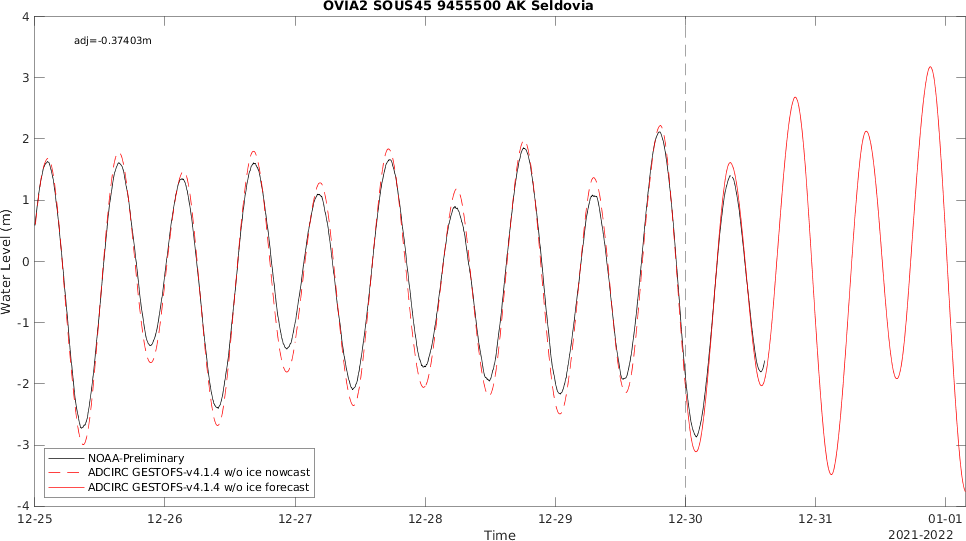 OVIA2 SOUS45 9455500 AK Seldovia
adj=-0.37403m
4
3
2
1
0
-1
-2
-3
-4
Water Level (m)
NOAA-Preliminary
ADCIRC GESTOFS-v4.1.4 w/o ice nowcast
ADCIRC GESTOFS-v4.1.4 w/o ice forecast
12-25 12-26 12-27 12-28 12-29 12-30 12-31 01-01
Time
2021-2022